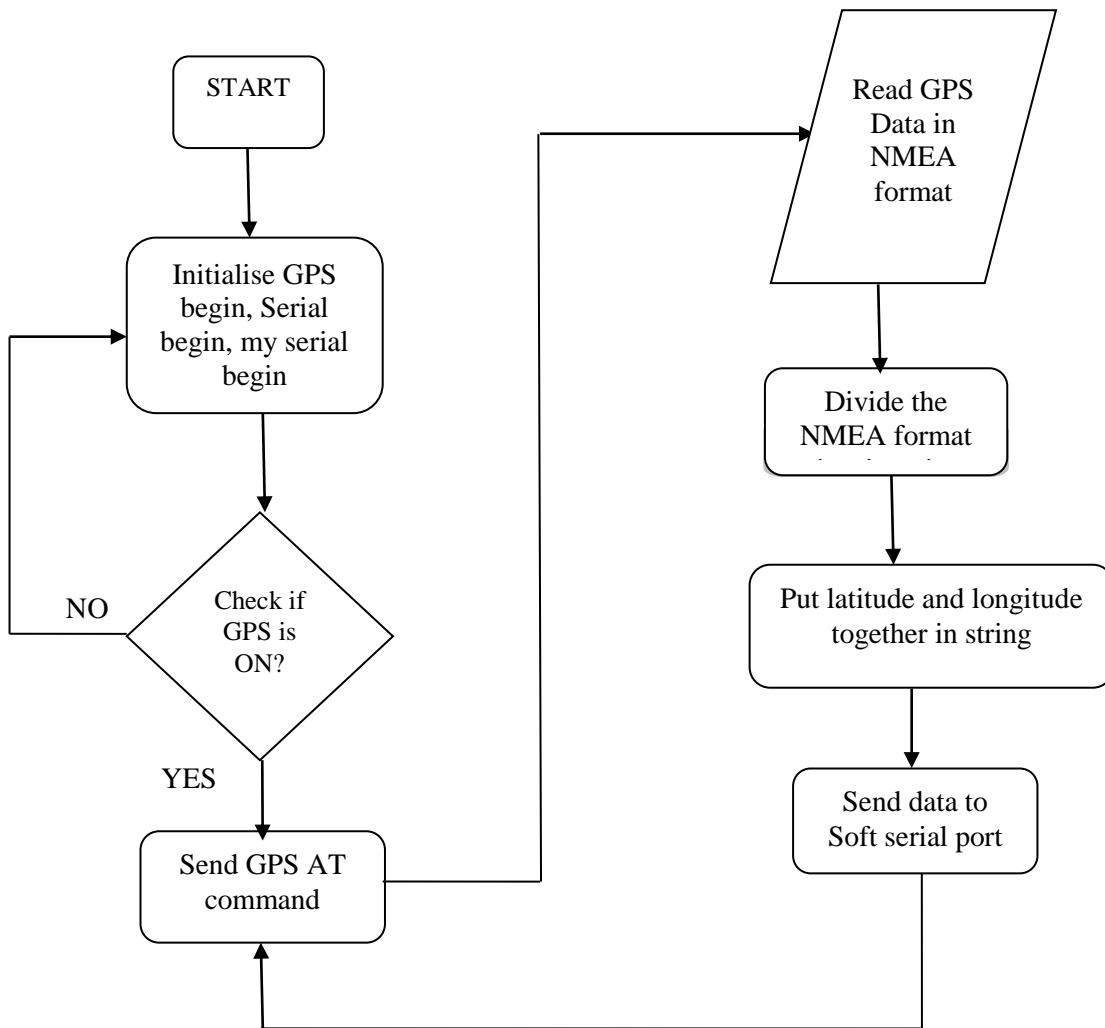 START
Initialise GPS
begin, Serial
begin, my serial
begin
NO
Check if
GPS is
ON?
YES
Send GPS AT
command
Read GPS
Data in
NMEA
format
Divide the
NMEA format
Put latitude and longitude
together in string
Send data to
Soft serial port